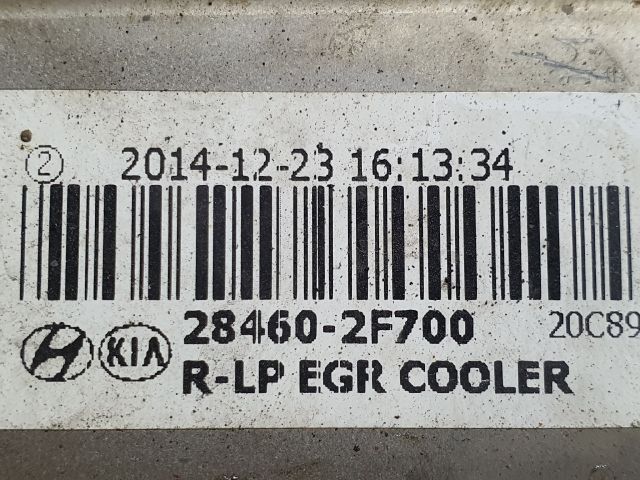 2 2014-12-23 16:13:34
KIA 28460-2F700 20C89
R-LP EGR COOLER